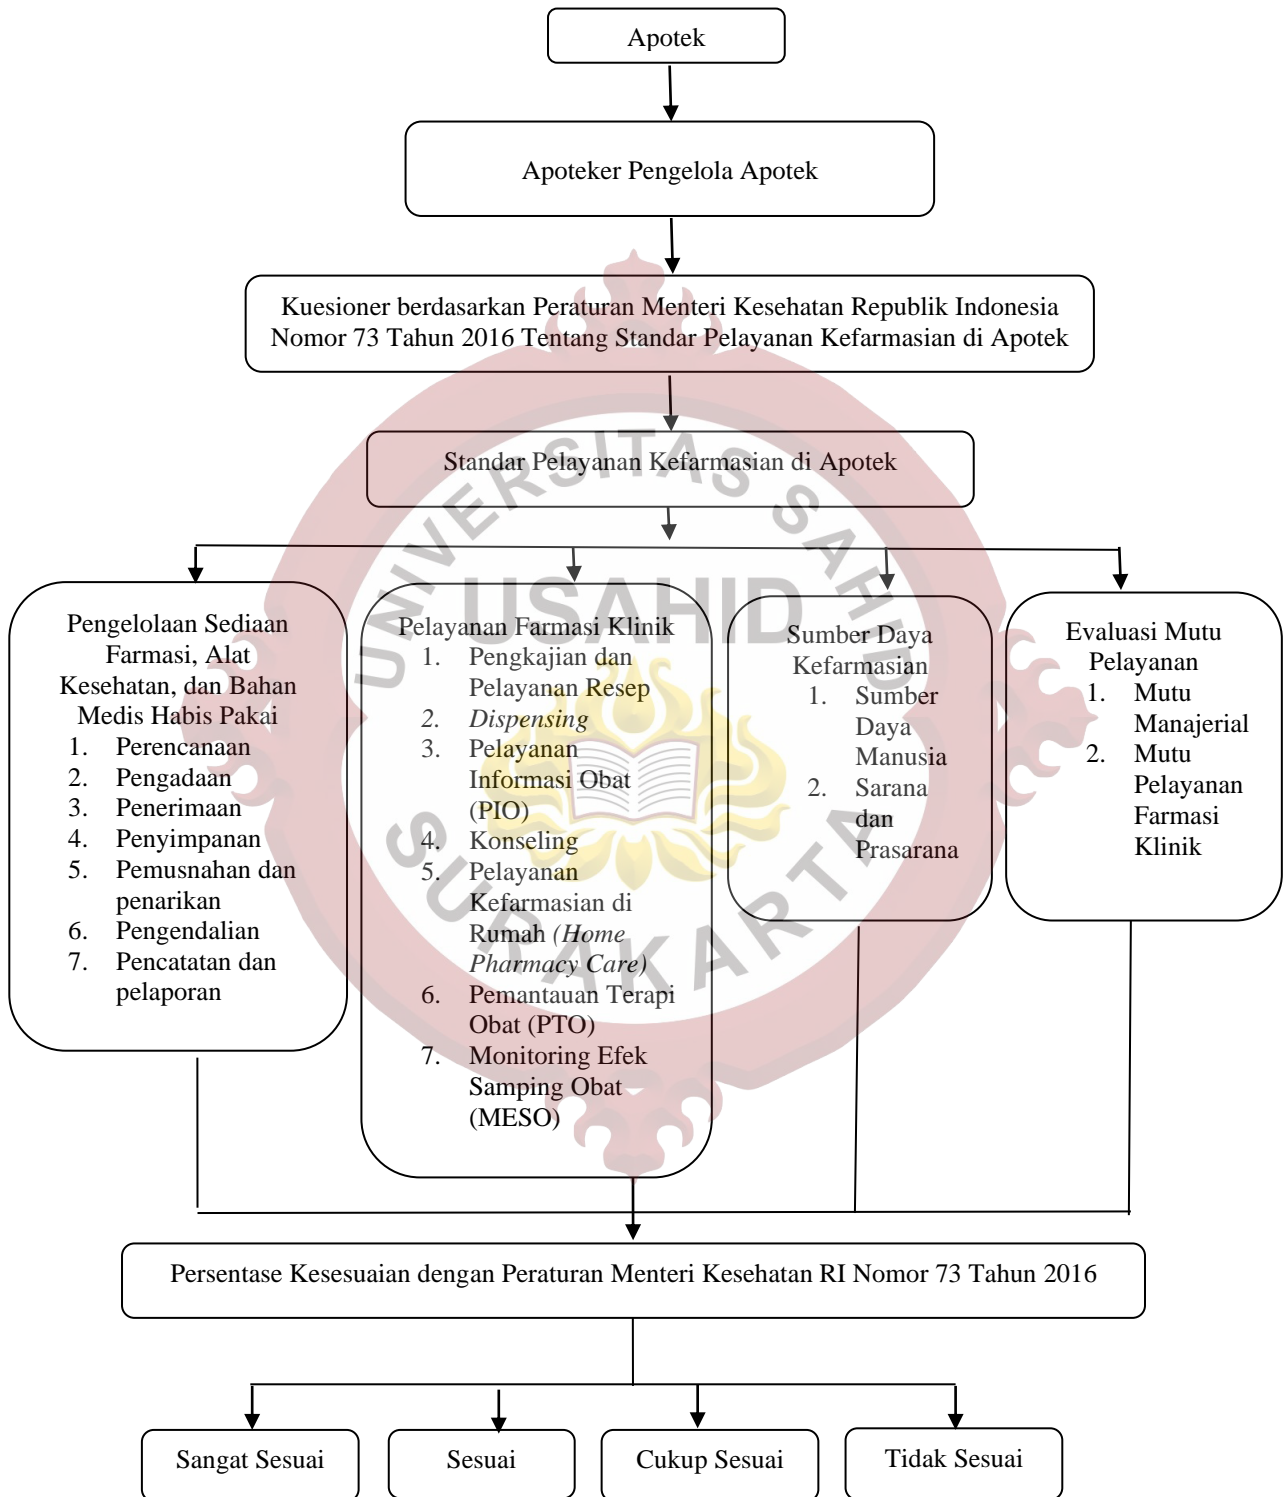 Apotek
Apoteker Pengelola Apotek
Kuesioner berdasarkan Peraturan Menteri Kesehatan Republik Indonesia
Nomor 73 Tahun 2016 Tentang Standar Pelayanan Kefarmasian di Apotek
Standar Pelayanan Kefarmasian di Apotek
Pengelolaan Sediaan
Farmasi, Alat
Kesehatan, dan Bahan
Medis Habis Pakai
1. Perencanaan
2. Pengadaan
3. Penerimaan
4. Penyimpanan
5. Pemusnahan dan
penarikan
6. Pengendalian
7. Pencatatan dan
pelaporan
Pelayanan Farmasi Klinik
1. Pengkajian dan
Pelayanan Resep
2. Dispensing
3. Pelayanan
Informasi Obat
(PIO)
4. Konseling
5. Pelayanan
Kefarmasian di
Rumah (Home
Pharmacy Care)
6. Pemantauan Terapi
Obat (PTO)
7. Monitoring Efek
Samping Obat
(MESO)
Sumber Daya
Kefarmasian
1. Sumber
Daya
Manusia
2. Sarana
dan
Prasarana
Evaluasi Mutu
Pelayanan
1. Mutu
Manajerial
2. Mutu
Pelayanan
Farmasi
Klinik
Persentase Kesesuaian dengan Peraturan Menteri Kesehatan RI Nomor 73 Tahun 2016
Sangat Sesuai
Sesuai
Cukup Sesuai
Tidak Sesuai
UNIVERSITAS SAHID
USAHID
SURAKARTA